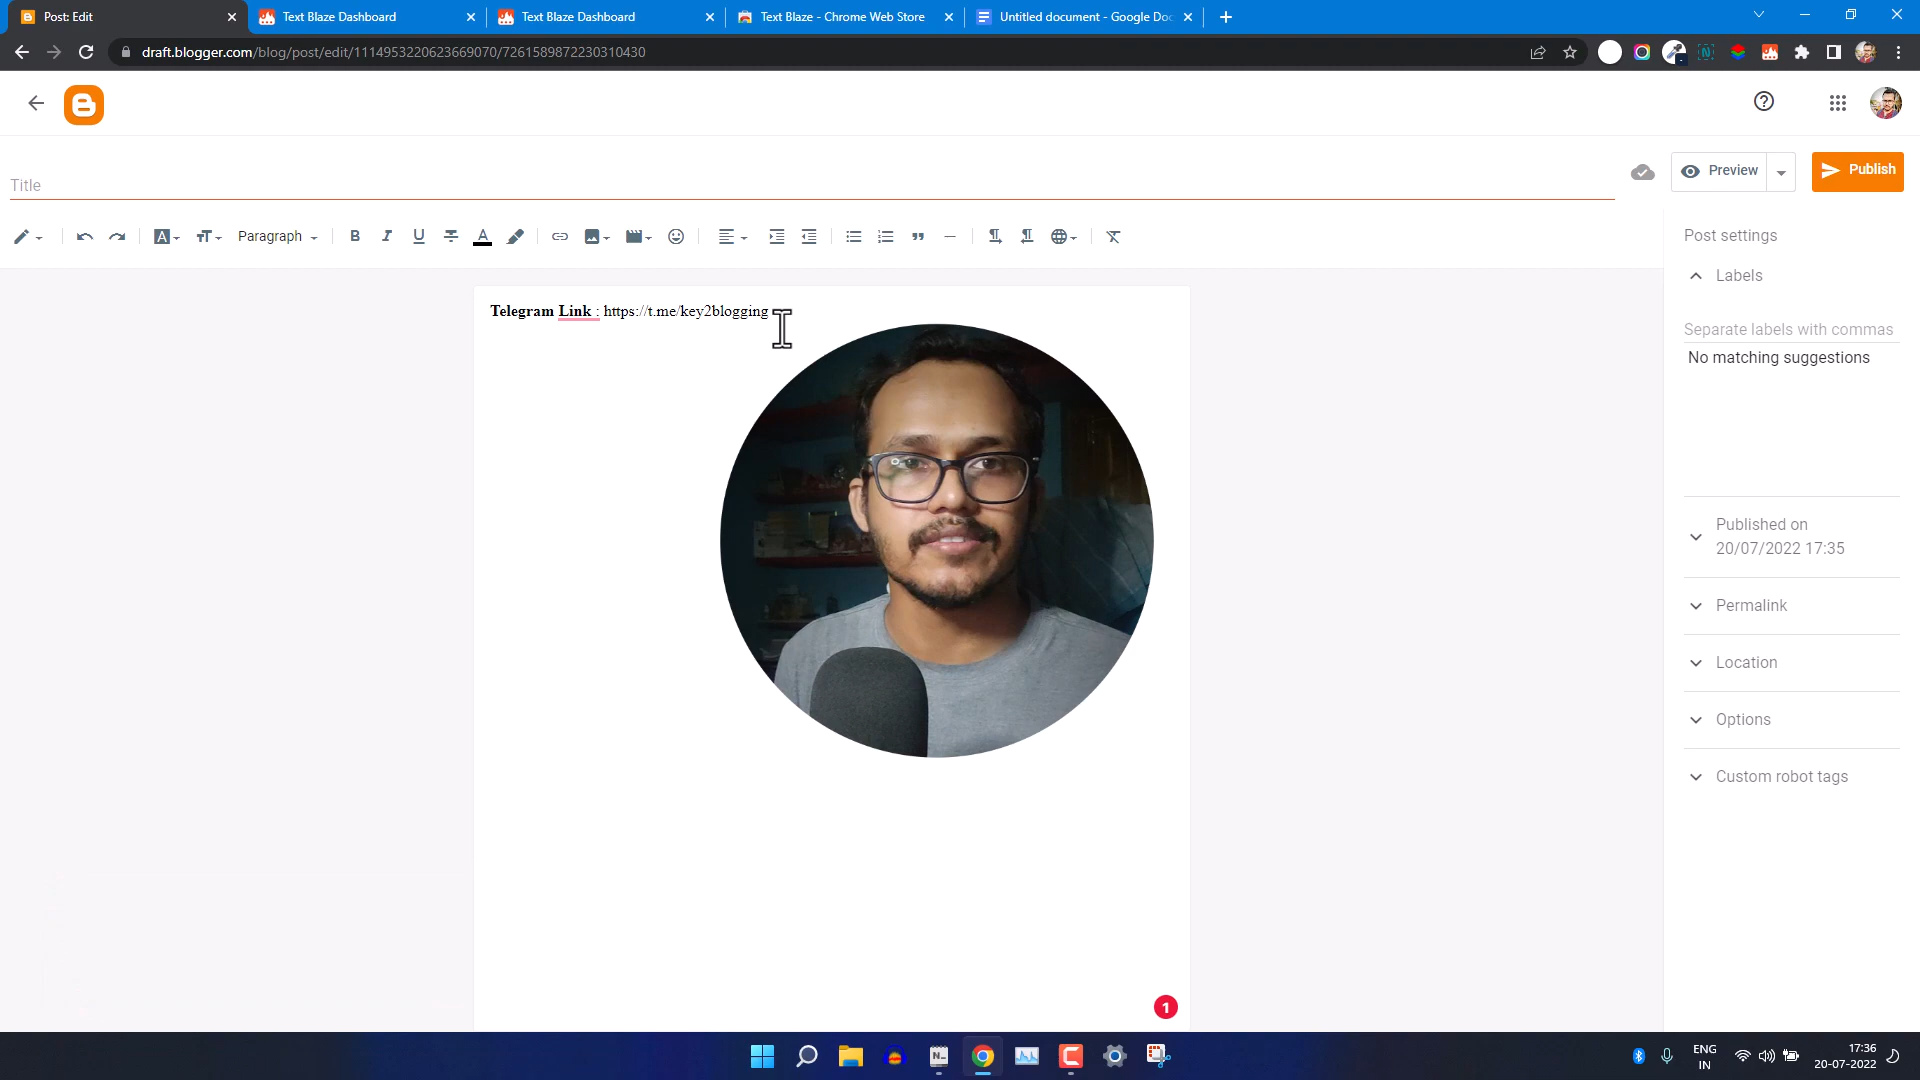 Post: Edit
Text Blaze Dashboard
Text Blaze Dashboard
Text Blaze - Chrome Web Store
Untitled document - Google Doc
draft.blogger.com/blog/post/edit/1114953220623669070/7261589872230310430
Title
Preview
Publish
Paragraph
Post settings
Labels
Separate labels with commas
No matching suggestions
Telegram Link : https://t.me/key2blogging
Published on
20/07/2022 17:35
Permalink
Location
Options
Custom robot tags
1
ENG
IN
17:36
20-07-2022